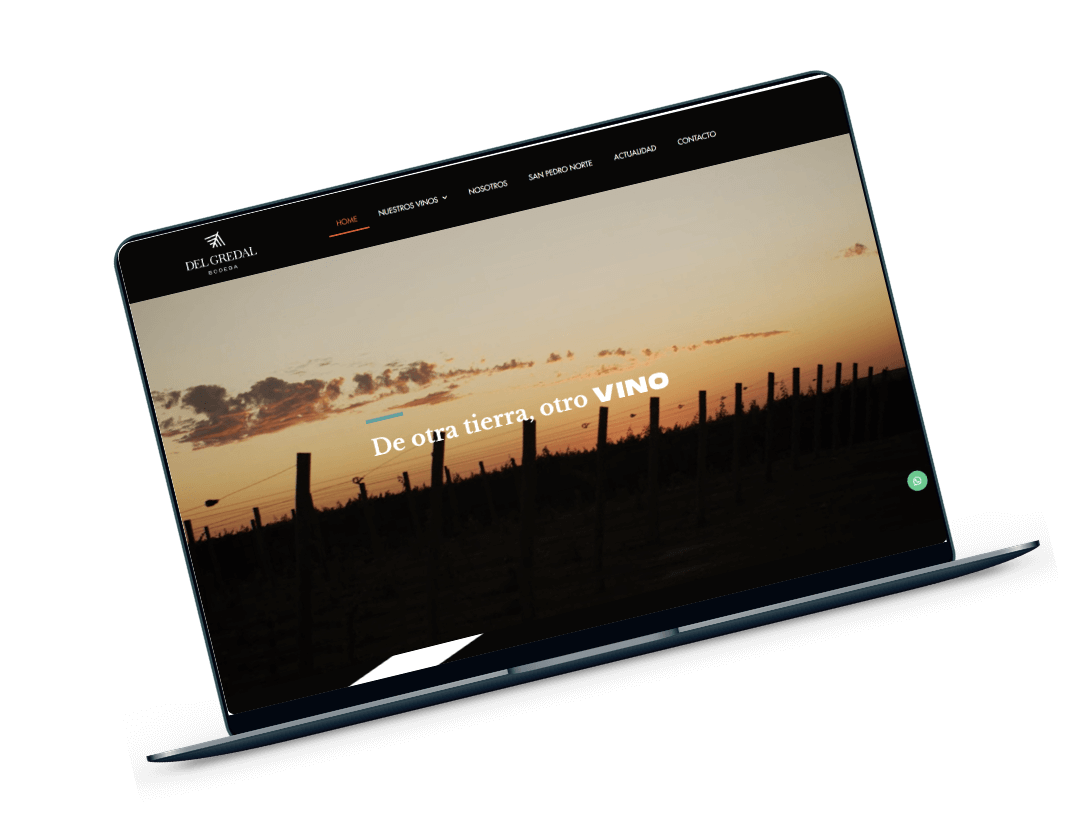 DEL GREDAL
BODEGA
HOME
NUESTROS VINOS
NOSOTROS
SAN PEDRO NORTE
ACTUALIDAD
CONTACTO
De otra tierra, otro VINO